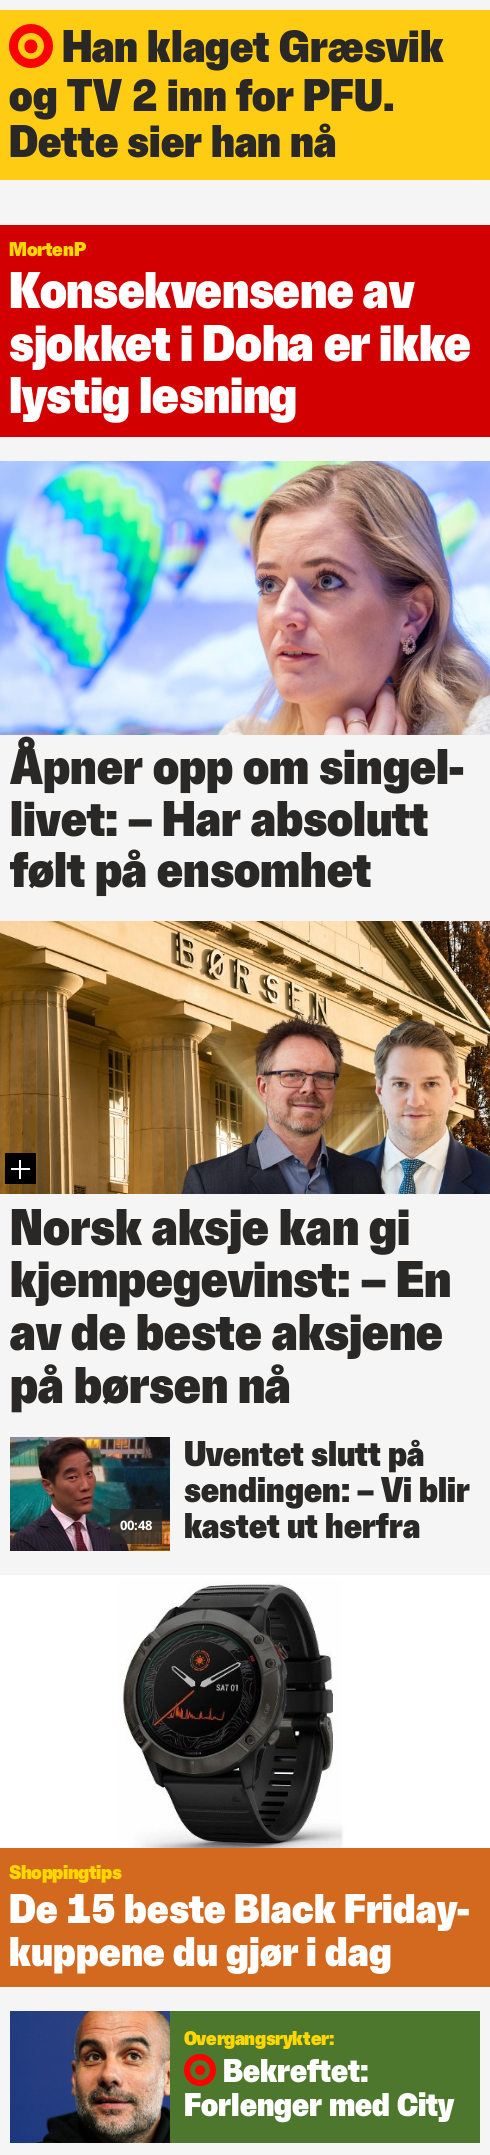 Han klaget Græsvik
og TV 2 inn for PFU.
Dette sier han nå
MortenP
Konsekvensene av
sjokket i Doha er ikke
lystig lesning
Åpner opp om singel-
livet: – Har absolutt
følt på ensomhet
BØRSEN
Norsk aksje kan gi
kjempegevinst: – En
av de beste aksjene
på børsen nå
00:48
Uventet slutt på
sendingen: – Vi blir
kastet ut herfra
SAT 01
Shoppingtips
De 15 beste Black Friday-
kuppene du gjør i dag
Overgangsrykter:
Bekreftet:
Forlenger med City